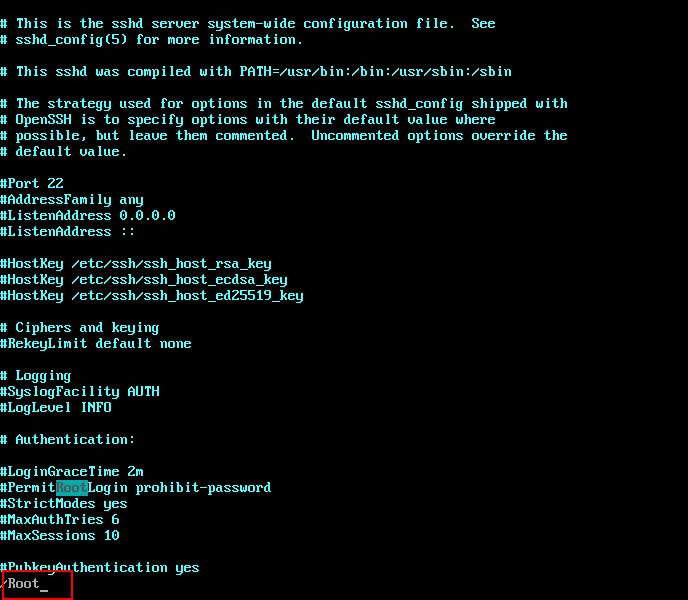 # This is the sshd server system-wide configuration file.  See
# sshd_config(5) for more information.
# This sshd was compiled with PATH=/usr/bin:/bin:/usr/sbin:/sbin
# The strategy used for options in the default sshd_config shipped with
# OpenSSH is to specify options with their default value where
# possible, but leave them commented.  Uncommented options override the
# default value.
#Port 22
#AddressFamily any
#ListenAddress 0.0.0.0
#ListenAddress ::
#HostKey /etc/ssh/ssh_host_rsa_key
#HostKey /etc/ssh/ssh_host_ecdsa_key
#HostKey /etc/ssh/ssh_host_ed25519_key
# Ciphers and keying
#RekeyLimit default none
# Logging
#SyslogFacility AUTH
#LogLevel INFO
# Authentication:
#LoginGraceTime 2m
#PermitRootLogin prohibit-password
#StrictModes yes
#MaxAuthTries 6
#MaxSessions 10
#PubkeyAuthentication yes
/Root_